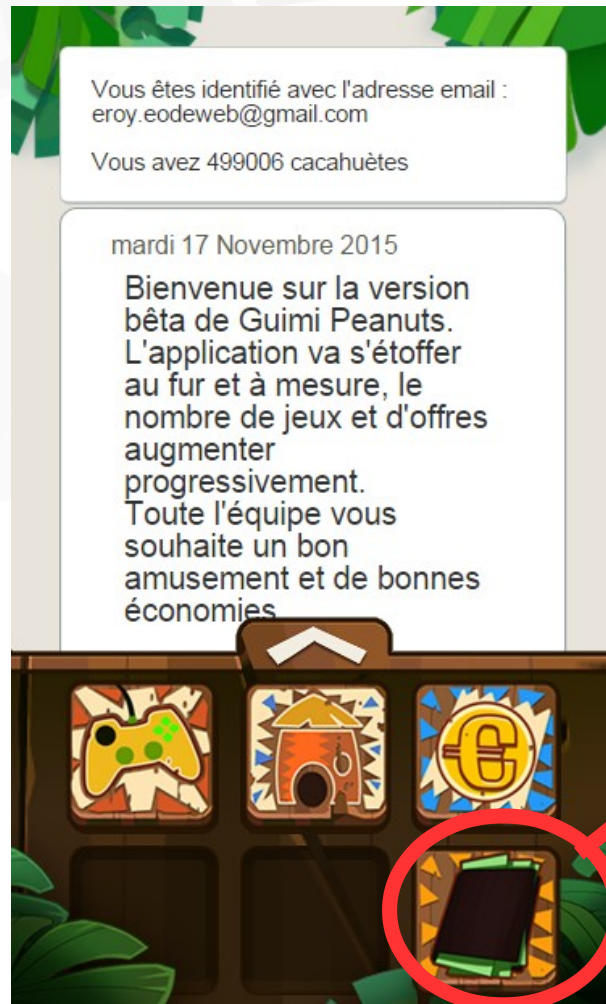 Vous êtes identifié avec l'adresse email :
eroy.eodeweb@gmail.com
Vous avez 499006 cacahuètes
mardi 17 Novembre 2015
Bienvenue sur la version
bêta de Guimi Peanuts.
L'application va s'étoffer
au fur et à mesure, le
nombre de jeux et d'offres
augmenter
progressivement.
Toute l'équipe vous
souhaite un bon
amusement et de bonnes
économies